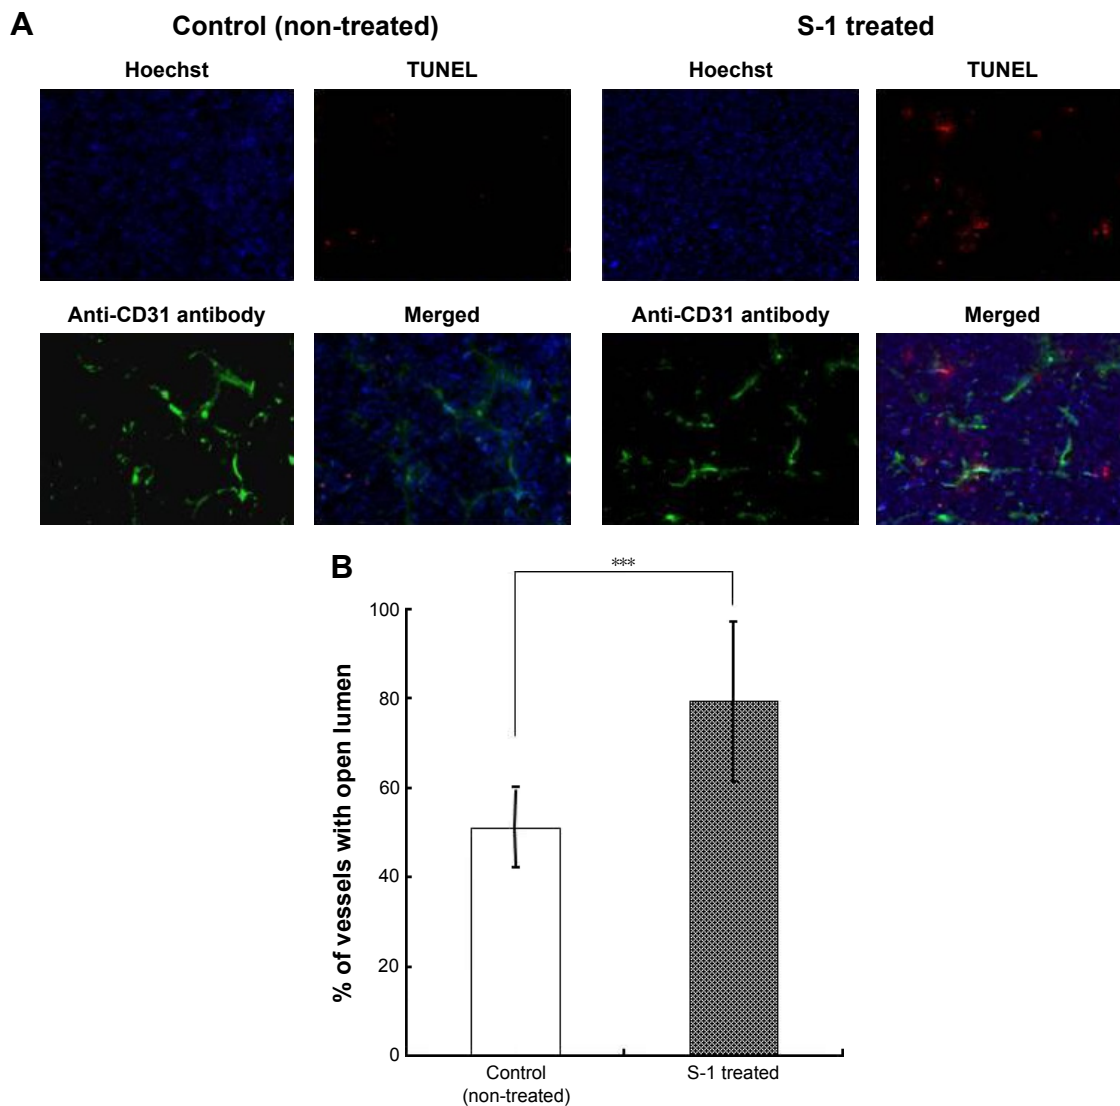 A
Control (non-treated)
S-1 treated
Hoechst
TUNEL
Hoechst
TUNEL
Anti-CD31 antibody
Merged
Anti-CD31 antibody
Merged
B
***
100
80
60
40
20
0
% of vessels with open lumen
Control
(non-treated)
S-1 treated